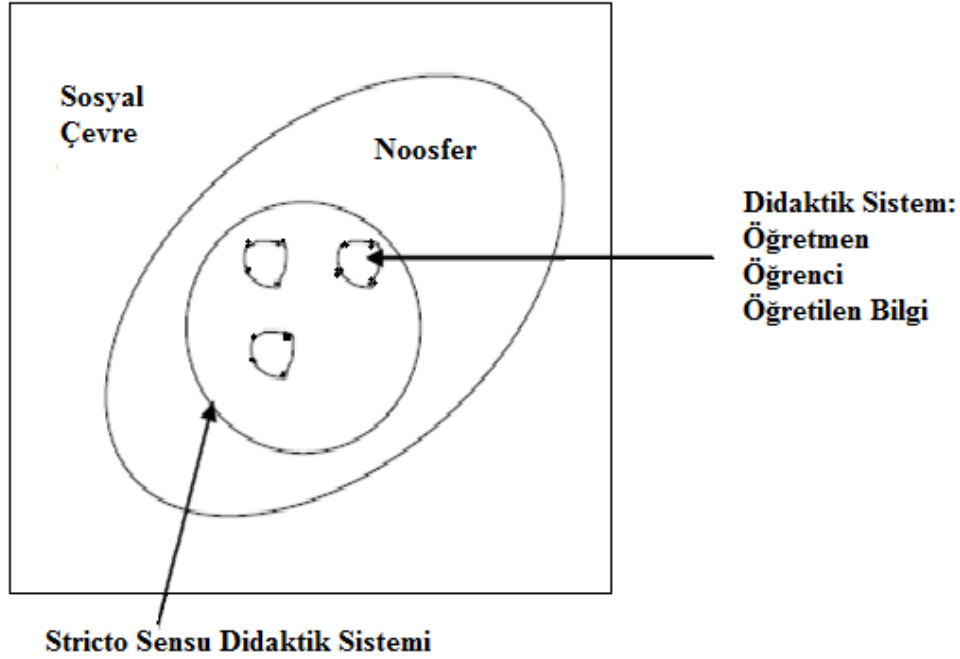 Sosyal
Çevre
Noosfer
Didaktik Sistem:
Öğretmen
Öğrenci
Öğretilen Bilgi
Stricto Sensu Didaktik Sistemi